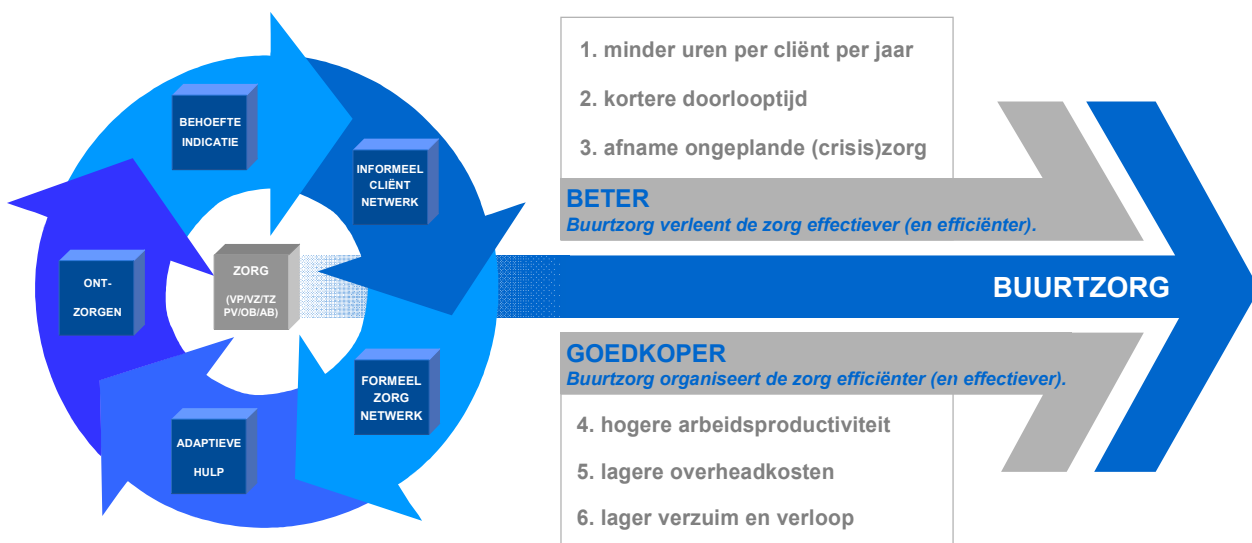 BEHOEFTE
INDICATIE
INFORMEEL
CLIËNT
NETWERK
FORMEEL
ZORG
NETWERK
ADAPTIEVE
HULP
ONT-
ZORGEN
ZORG
(VP/VZ/TZ
PV/OB/AB)
1. minder uren per cliënt per jaar
2. kortere doorlooptijd
3. afname ongeplande (crisis)zorg
BETER
Buurtzorg verleent de zorg effectiever (en efficiënter).
BUURTZORG
GOEDKOPER
Buurtzorg organiseert de zorg efficiënter (en effectiever).
4. hogere arbeidsproductiviteit
5. lagere overheadkosten
6. lager verzuim en verloop